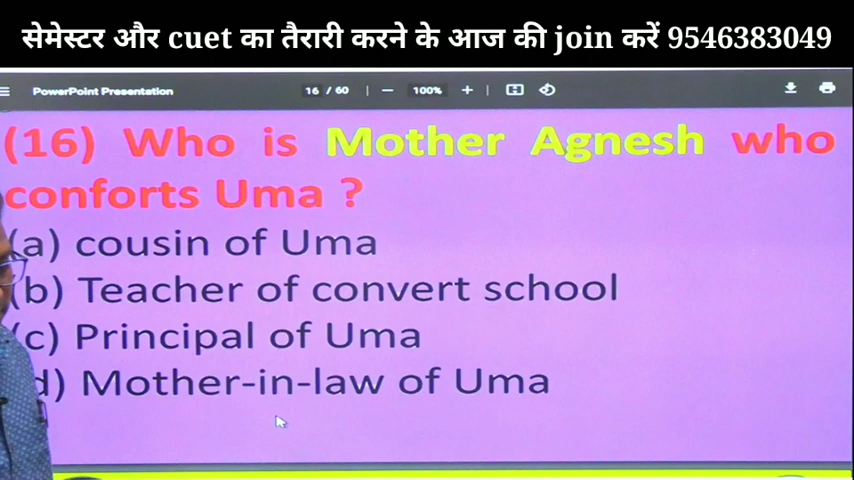 सेमेस्टर और cuet का तैरारी करने के आज की join करें 9546383049
PowerPoint Presentation 16 / 60 | − 100% + |
(16) Who is Mother Agnesh who
conforts Uma ?
(a) cousin of Uma
(b) Teacher of convert school
(c) Principal of Uma
d) Mother-in-law of Uma